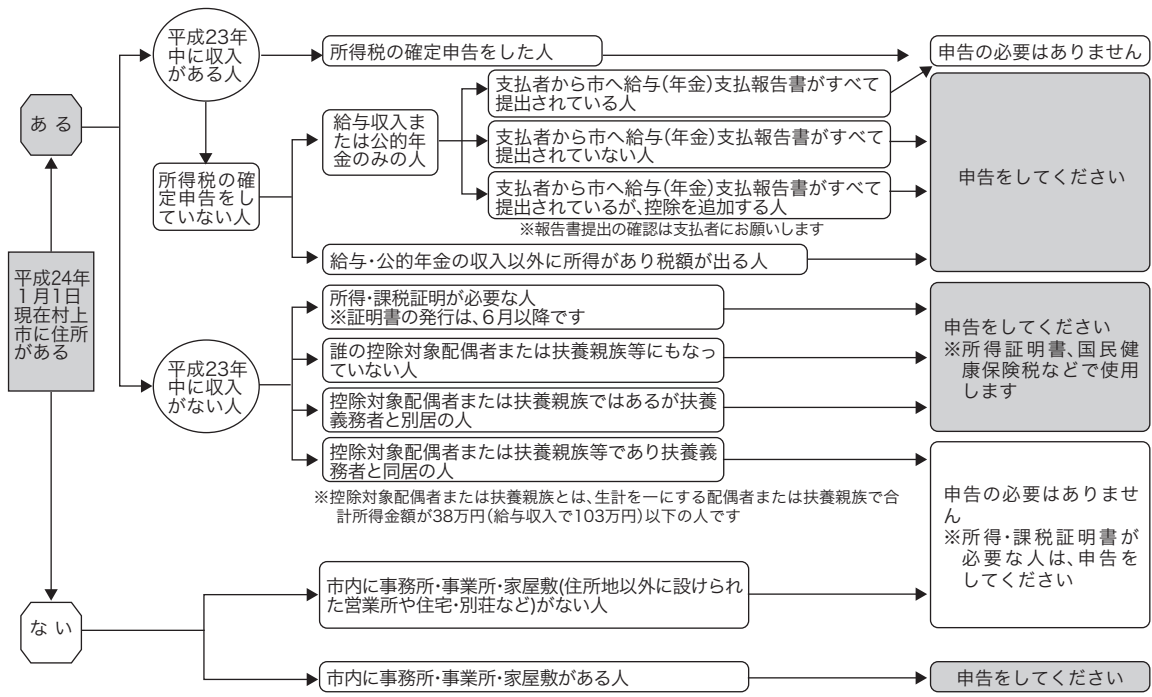 平成24年
1月1日
現在村上
市に住所
がある
ある
平成23年
中に収入
がある人
所得税の確定申告をした人
申告の必要はありません
所得税の確
定申告をし
ていない人
給与収入ま
たは公的年
金のみの人
支払者から市へ給与(年金)支払報告書がすべて
提出されている人
支払者から市へ給与(年金)支払報告書がすべて
提出されていない人
支払者から市へ給与(年金)支払報告書がすべて
提出されているが、控除を追加する人
※報告書提出の確認は支払者にお願いします
給与・公的年金の収入以外に所得があり税額が出る人
申告をしてください
平成23年
中に収入
がない人
所得・課税証明が必要な人
※証明書の発行は、6月以降です
誰の控除対象配偶者または扶養親族等にもなっ
ていない人
控除対象配偶者または扶養親族ではあるが扶養
義務者と別居の人
申告をしてください
※所得証明書、国民健
康保険税などで使用
します
控除対象配偶者または扶養親族等であり扶養義
務者と同居の人
※控除対象配偶者または扶養親族とは、生計を一にする配偶者または扶養親族で合
計所得金額が38万円(給与収入で103万円)以下の人です
申告の必要はありませ
ん
※所得・課税証明書が
必要な人は、申告を
してください
ない
市内に事務所・事業所・家屋敷(住所地以外に設けられ
た営業所や住宅・別荘など)がない人
市内に事務所・事業所・家屋敷がある人
申告をしてください